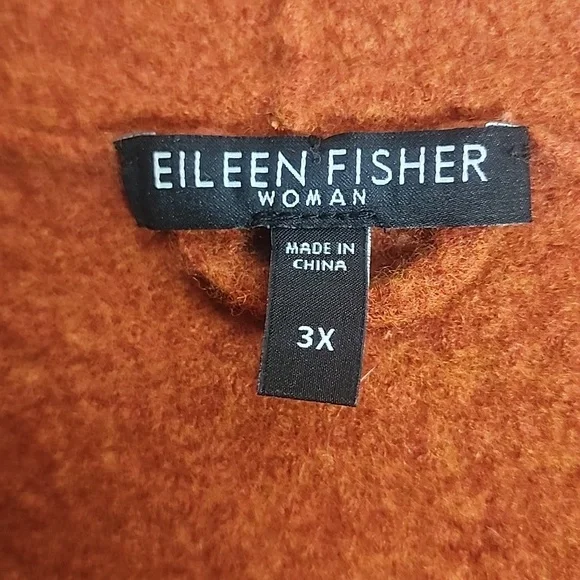 EILEEN FISHER
WOMAN
MADE IN
CHINA
3X